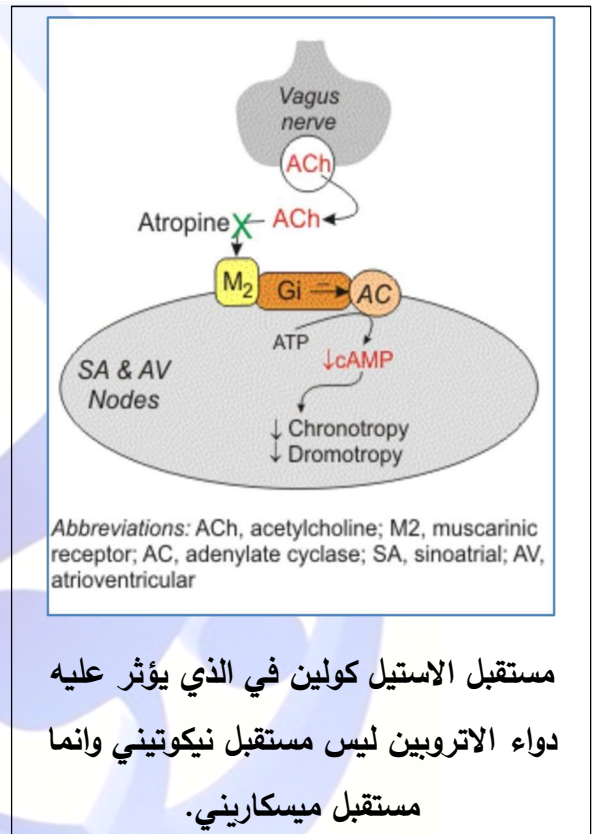 Vagus
nerve
ACh
Atropine X ACh
M2 Gi – AC
ATP
↓cAMP
SA & AV
Nodes
↓ Chronotropy
↓ Dromotropy
Abbreviations: ACh, acetylcholine; M2, muscarinic
receptor; AC, adenylate cyclase; SA, sinoatrial; AV,
atrioventricular
مستقبل الاستيل كولين في الذي يؤثر عليه
دواء الاتروبين ليس مستقبل نيكوتيني وانما
مستقبل ميسكاريني.